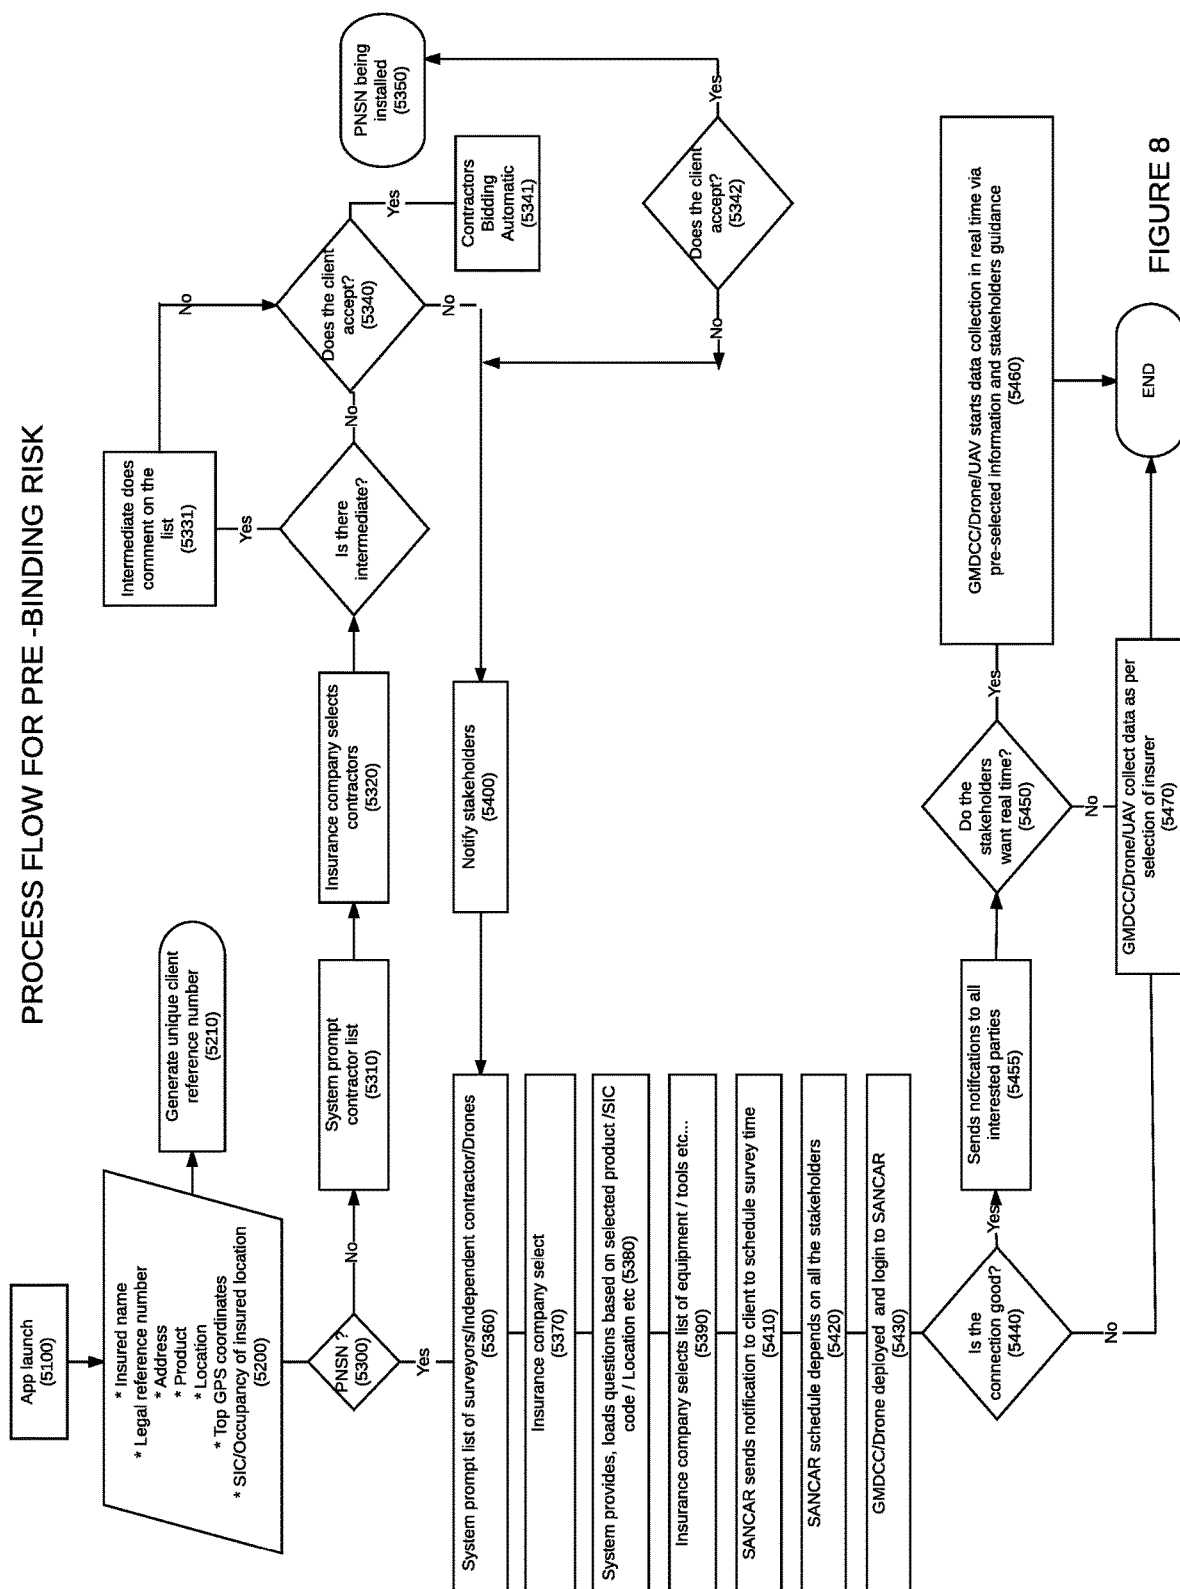 PROCESS FLOW FOR PRE -BINDING RISK
App launch
(5100)
* Insured name
* Legal reference number
* Address
* Product
* Location
* Top GPS coordinates
* SIC/Occupancy of insured location
(5200)
Generate unique client
reference number
(5210)
PNSN ?
(5300)
No
Yes
System prompt
contractor list
(5310)
Insurance company selects
contractors
(5320)
Is there
intermediate?
Yes
No
Intermediate does
comment on the
list
(5331)
No
Does the client
accept?
(5340)
Yes
No
Contractors
Bidding
Automatic
(5341)
PNSN being
installed
(5350)
Does the client
accept?
(5342)
Yes
No
Notify stakeholders
(5400)
System prompt list of surveyors/Independent contractor/Drones
(5360)
Insurance company select
(5370)
System provides, loads questions based on selected product /SIC
code / Location etc (5380)
Insurance company selects list of equipment / tools etc...
(5390)
SANCAR sends notification to client to schedule survey time
(5410)
SANCAR schedule depends on all the stakeholders
(5420)
GMDCC/Drone deployed and login to SANCAR
(5430)
Is the
connection good?
(5440)
Yes
No
Sends notifcations to all
interested parties
(5455)
Do the
stakeholders
want real time?
(5450)
Yes
No
GMDCC/Drone/UAV starts data collection in real time via
pre-selected information and stakeholders guidance
(5460)
GMDCC/Drone/UAV collect data as per
selection of insurer
(5470)
END
FIGURE 8